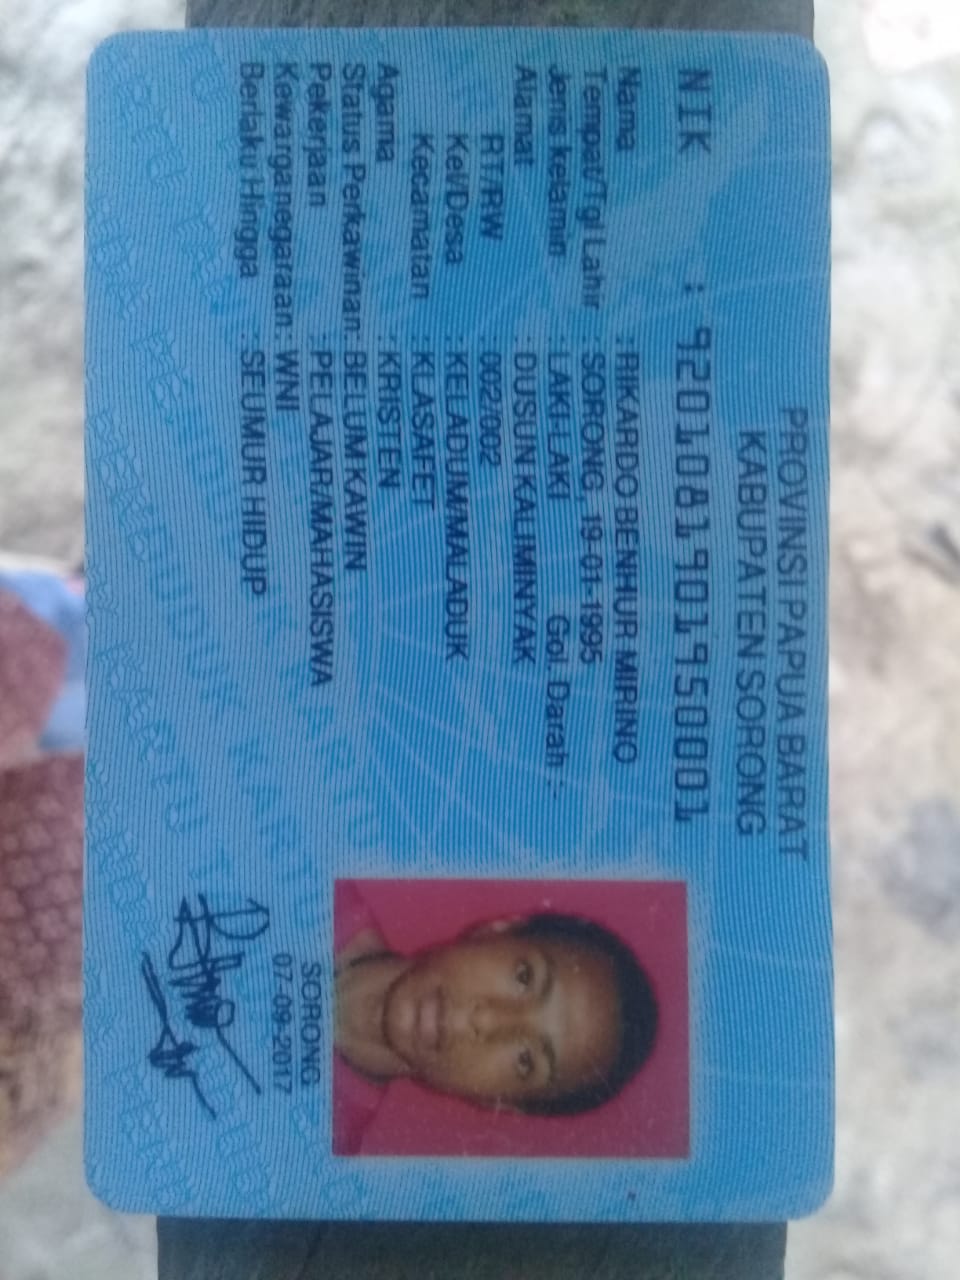 PROVINSI PAPUA BARAT
KABUPATEN SORONG
NIK : 9201081901950001
Nama : RIKARDO BENHUR MIRINO
Tempat/Tgl Lahir : SORONG, 19-01-1995
Jenis kelamin : LAKI-LAKI Gol. Darah :-
Alamat : DUSUN KALIMINYAK
RT/RW : 002/002
Kel/Desa : KELADUM/MALADUK
Kecamatan : KLASAFET
Agama : KRISTEN
Status Perkawinan: BELUM KAWIN
Pekerjaan : PELAJAR/MAHASISWA
Kewarganegaraan: WNI
Berlaku Hingga : SEUMUR HIDUP
SORONG
07-09-2017